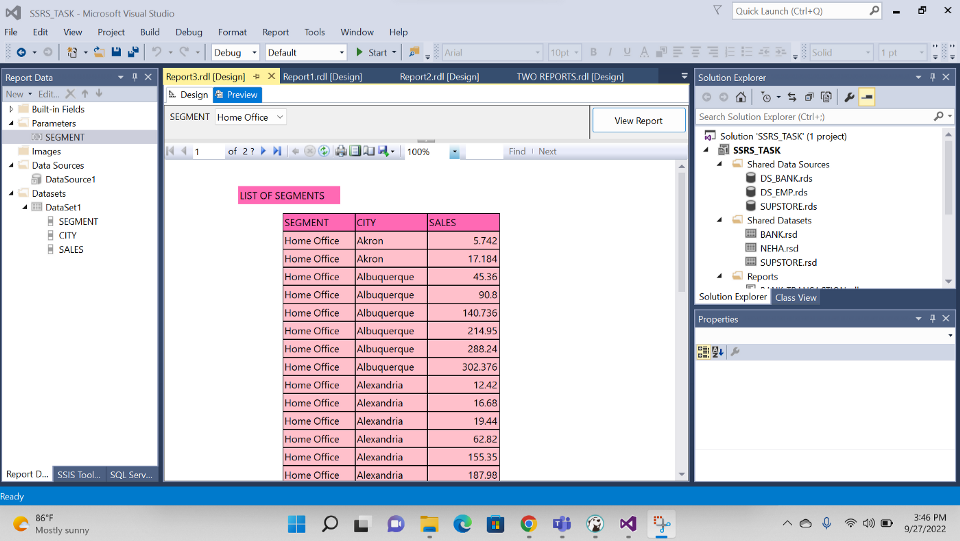 SSRS_TASK - Microsoft Visual Studio
Quick Launch (Ctrl+Q)
File Edit View Project Build Debug Format Report Tools Window Help
Debug Default Start Arial 10pt B I U A Solid 1 pt
Report Data
New Edit...
Built-in Fields
Parameters
SEGMENT
Images
Data Sources
DataSource1
Datasets
DataSet1
SEGMENT
CITY
SALES
Report D... SSIS Tool... SQL Serv...
Report3.rdl [Design] Report1.rdl [Design] Report2.rdl [Design] TWO REPORTS.rdl [Design]
Design Preview
SEGMENT Home Office View Report
1 of 2 ? 100% Find | Next
LIST OF SEGMENTS
SEGMENT CITY SALES
Home Office Akron 5.742
Home Office Akron 17.184
Home Office Albuquerque 45.36
Home Office Albuquerque 90.8
Home Office Albuquerque 140.736
Home Office Albuquerque 214.95
Home Office Albuquerque 288.24
Home Office Albuquerque 302.376
Home Office Alexandria 12.42
Home Office Alexandria 16.68
Home Office Alexandria 19.44
Home Office Alexandria 62.82
Home Office Alexandria 155.35
Home Office Alexandria 187.98
Solution Explorer
Search Solution Explorer (Ctrl+;)
Solution 'SSRS_TASK' (1 project)
SSRS_TASK
Shared Data Sources
DS_BANK.rds
DS_EMP.rds
SUPSTORE.rds
Shared Datasets
BANK.rsd
NEHA.rsd
SUPSTORE.rsd
Reports
Solution Explorer Class View
Properties
Ready
86°F
Mostly sunny
3:46 PM
9/27/2022